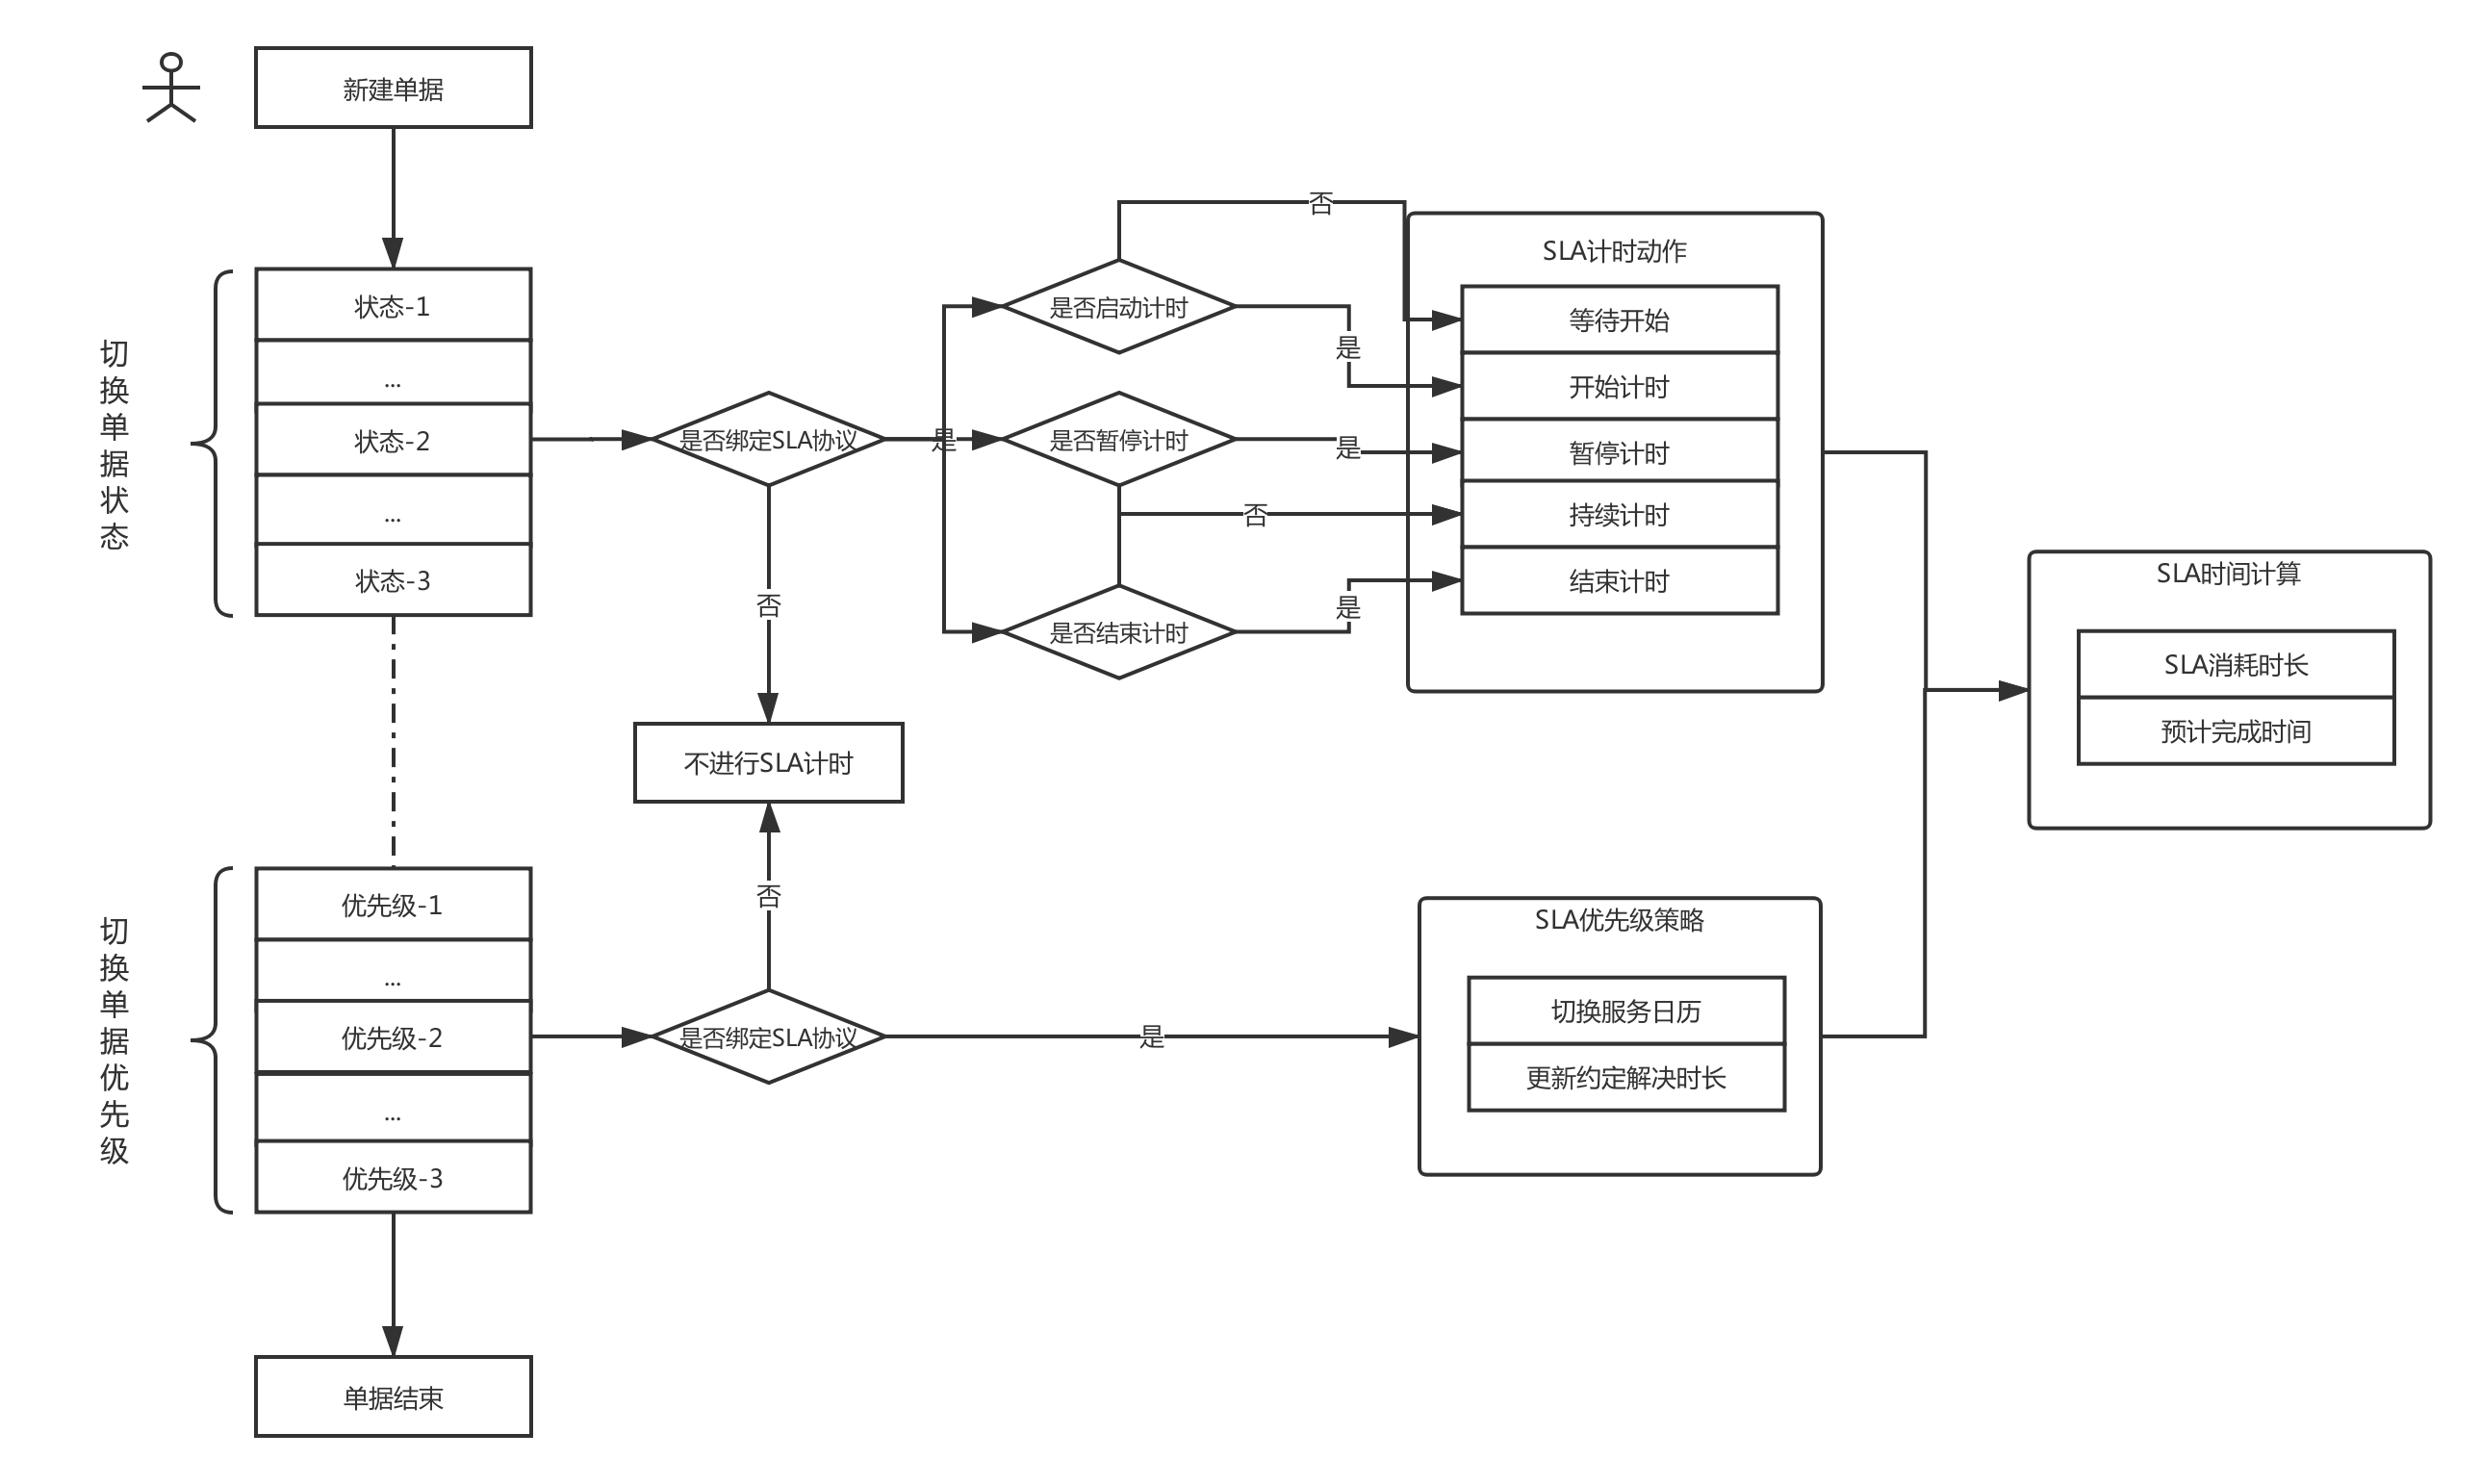 新建单据
切换单据状态
状态-1
...
状态-2
...
状态-3
是否绑定SLA协议
是
否
不进行SLA计时
是否启动计时
否
是
是否暂停计时
是
否
是否结束计时
是
SLA计时动作
等待开始
开始计时
暂停计时
持续计时
结束计时
SLA时间计算
SLA消耗时长
预计完成时间
切换单据优先级
优先级-1
...
优先级-2
...
优先级-3
否
是否绑定SLA协议
是
SLA优先级策略
切换服务日历
更新约定解决时长
单据结束